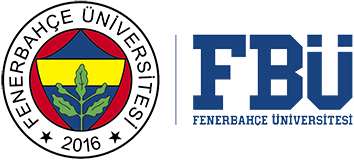 FENERBAHÇE ÜNİVERSİTESİ
★ 2016 ★
FBÜ
FENERBAHÇE ÜNİVERSİTESİ